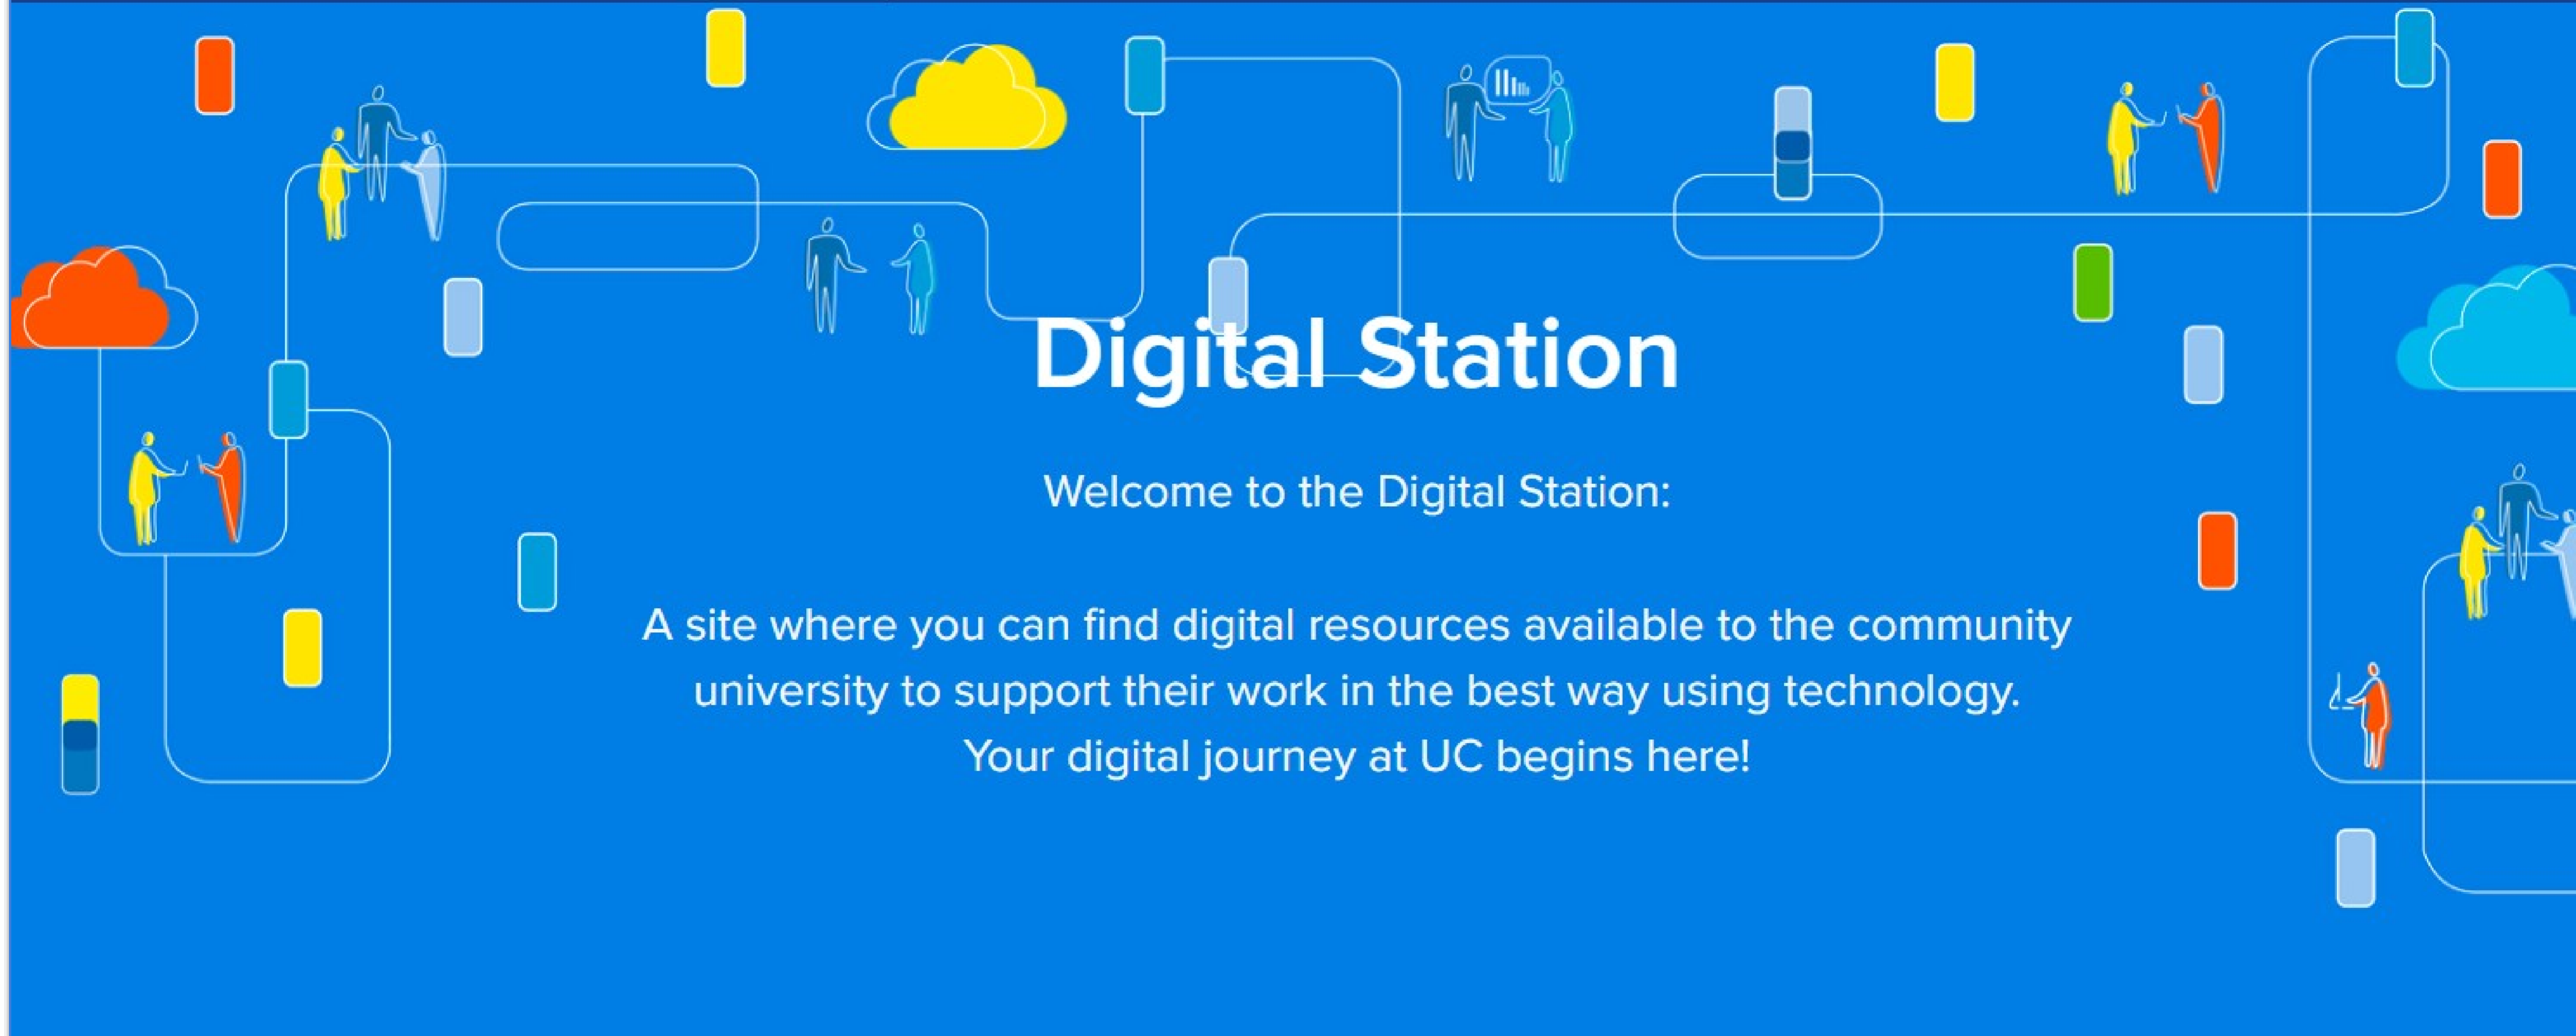 Digital Station
Welcome to the Digital Station:
A site where you can find digital resources available to the community
university to support their work in the best way using technology.
Your digital journey at UC begins here!